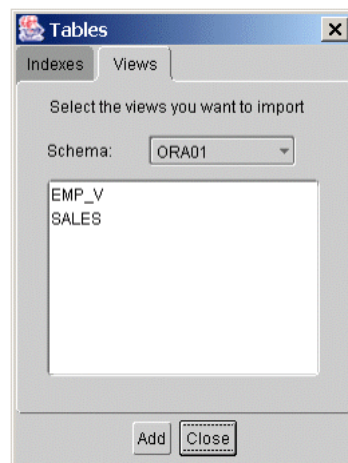 Tables
Indexes Views
Select the views you want to import
Schema: ORA01
EMP_V
SALES
Add Close